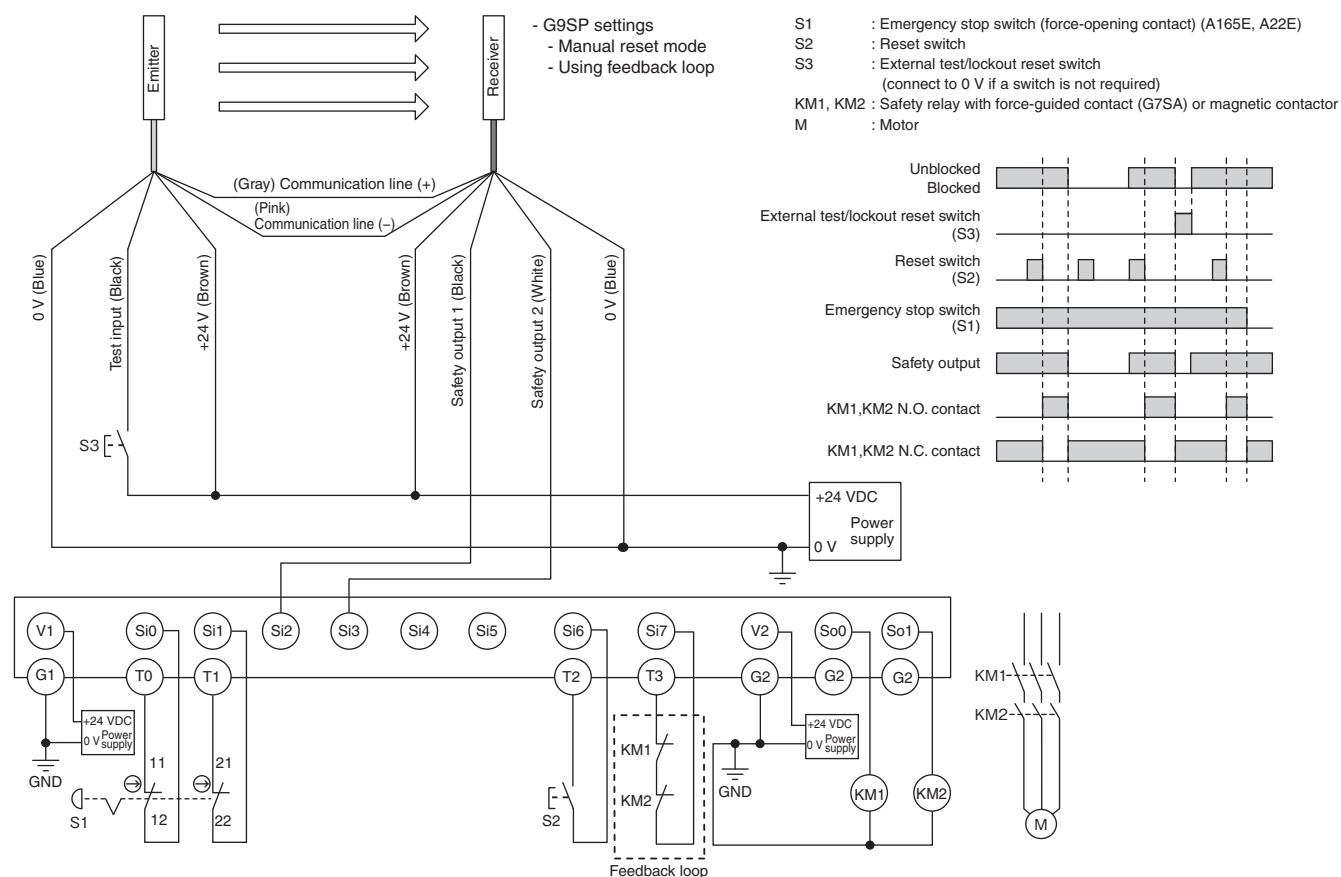 - G9SP settings
- Manual reset mode
- Using feedback loop
S1 : Emergency stop switch (force-opening contact) (A165E, A22E)
S2 : Reset switch
S3 : External test/lockout reset switch
(connect to 0 V if a switch is not required)
KM1, KM2 : Safety relay with force-guided contact (G7SA) or magnetic contactor
M : Motor
Emitter
Receiver
(Gray) Communication line (+)
(Pink)
Communication line (−)
0 V (Blue)
Test input (Black)
+24 V (Brown)
+24 V (Brown)
Safety output 1 (Black)
Safety output 2 (White)
0 V (Blue)
S3
+24 VDC
Power
supply
0 V
Unblocked
Blocked
External test/lockout reset switch
(S3)
Reset switch
(S2)
Emergency stop switch
(S1)
Safety output
KM1,KM2 N.O. contact
KM1,KM2 N.C. contact
V1
Si0
Si1
Si2
Si3
Si4
Si5
Si6
Si7
V2
So0
So1
G1
T0
T1
T2
T3
G2
G2
G2
+24 VDC
0 V Power
supply
GND
11
21
S1
12
22
S2
KM1
KM2
Feedback loop
+24 VDC
0 V Power
supply
GND
KM1
KM2
KM1
KM2
M